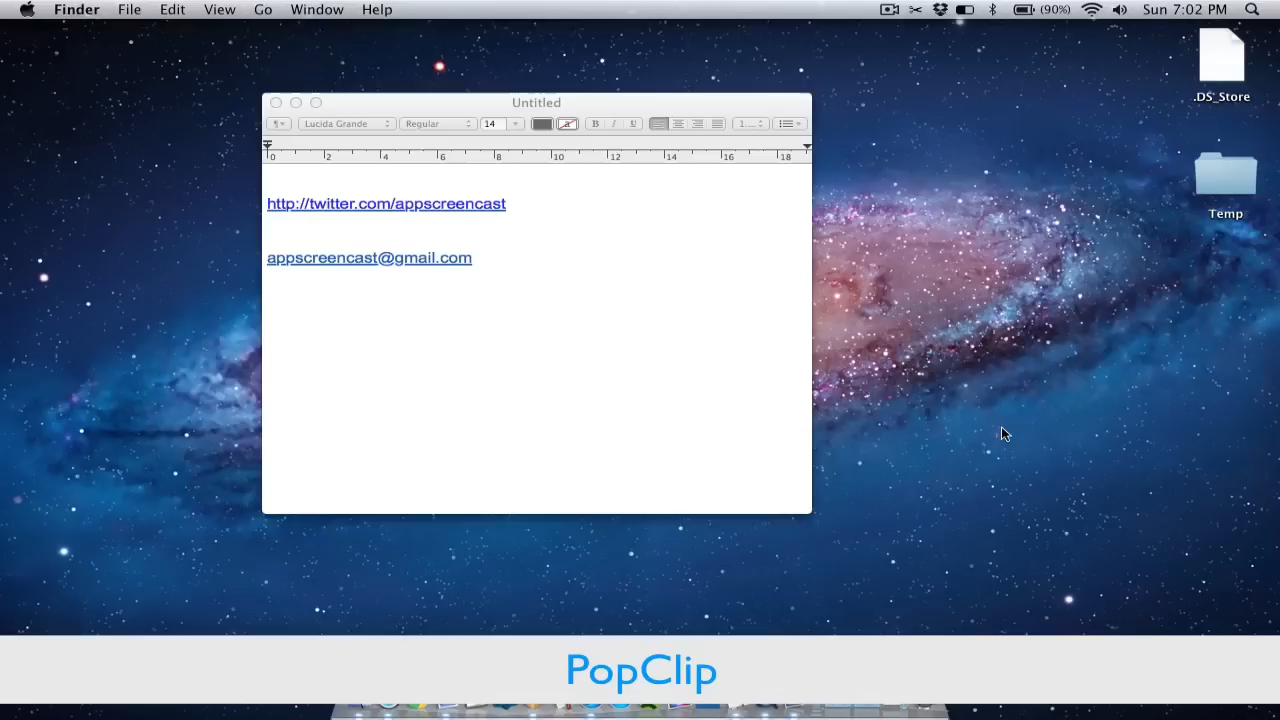 Finder File Edit View Go Window Help (90%) Sun 7:02 PM
.DS_Store
Temp
Untitled
Lucida Grande Regular 14 a B I U 1...
0 2 4 6 8 10 12 14 16 18
http://twitter.com/appscreencast
appscreencast@gmail.com
PopClip